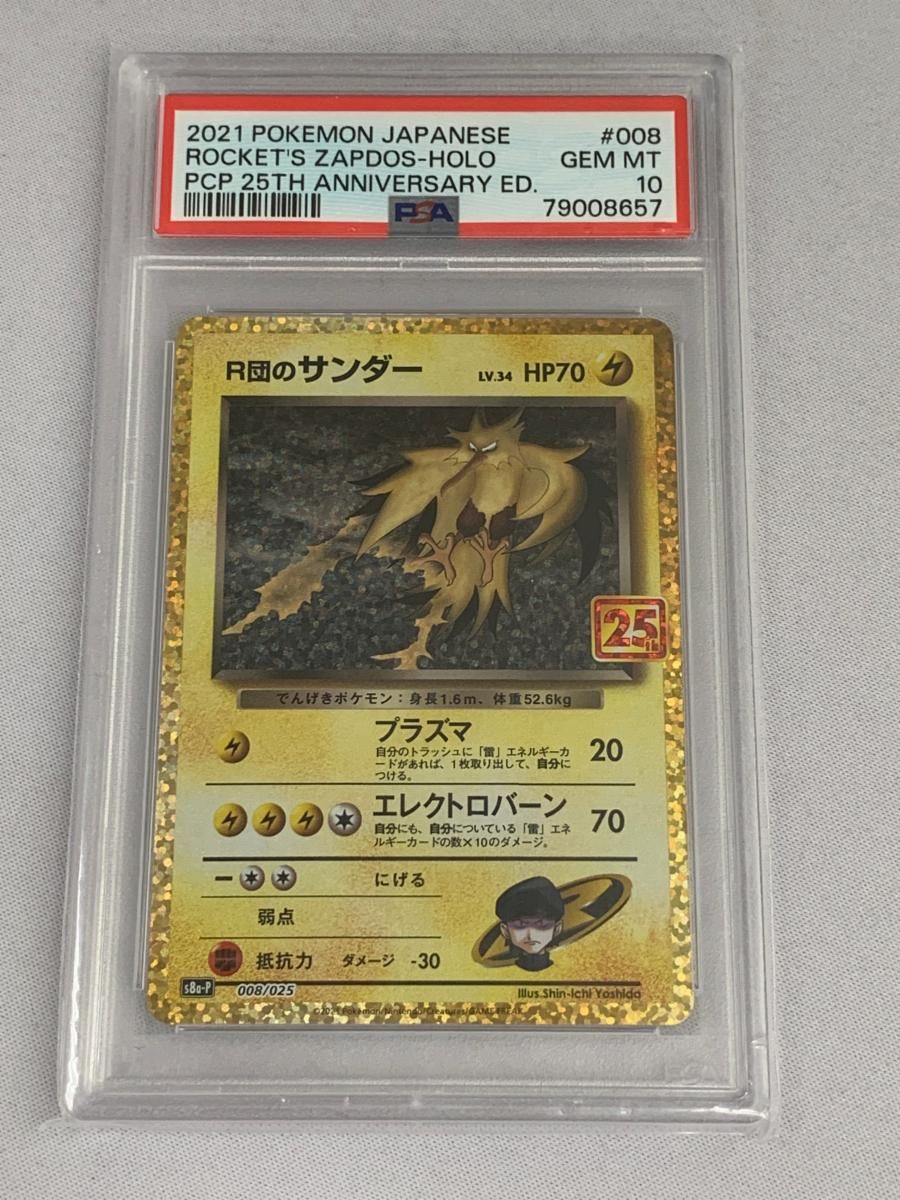 2021 POKEMON JAPANESE #008
ROCKET'S ZAPDOS-HOLO GEM MT
PCP 25TH ANNIVERSARY ED. 10
PSA 79008657
R団のサンダー LV.34 HP70
25th
でんげきポケモン：身長1.6m、体重52.6kg
プラズマ 20
自分のトラッシュに「雷」エネルギーカ
ードがあれば、1枚取り出して、自分に
つける。
エレクトロバーン 70
自分にも、自分についている「雷」エネ
ルギーカードの数×10のダメージ。
にげる
弱点
抵抗力 ダメージ -30
s8a-P 008/025 Illus.Shin-Ichi Yoshida
©2021 Pokémon/Nintendo/Creatures/GAME FREAK
PSA